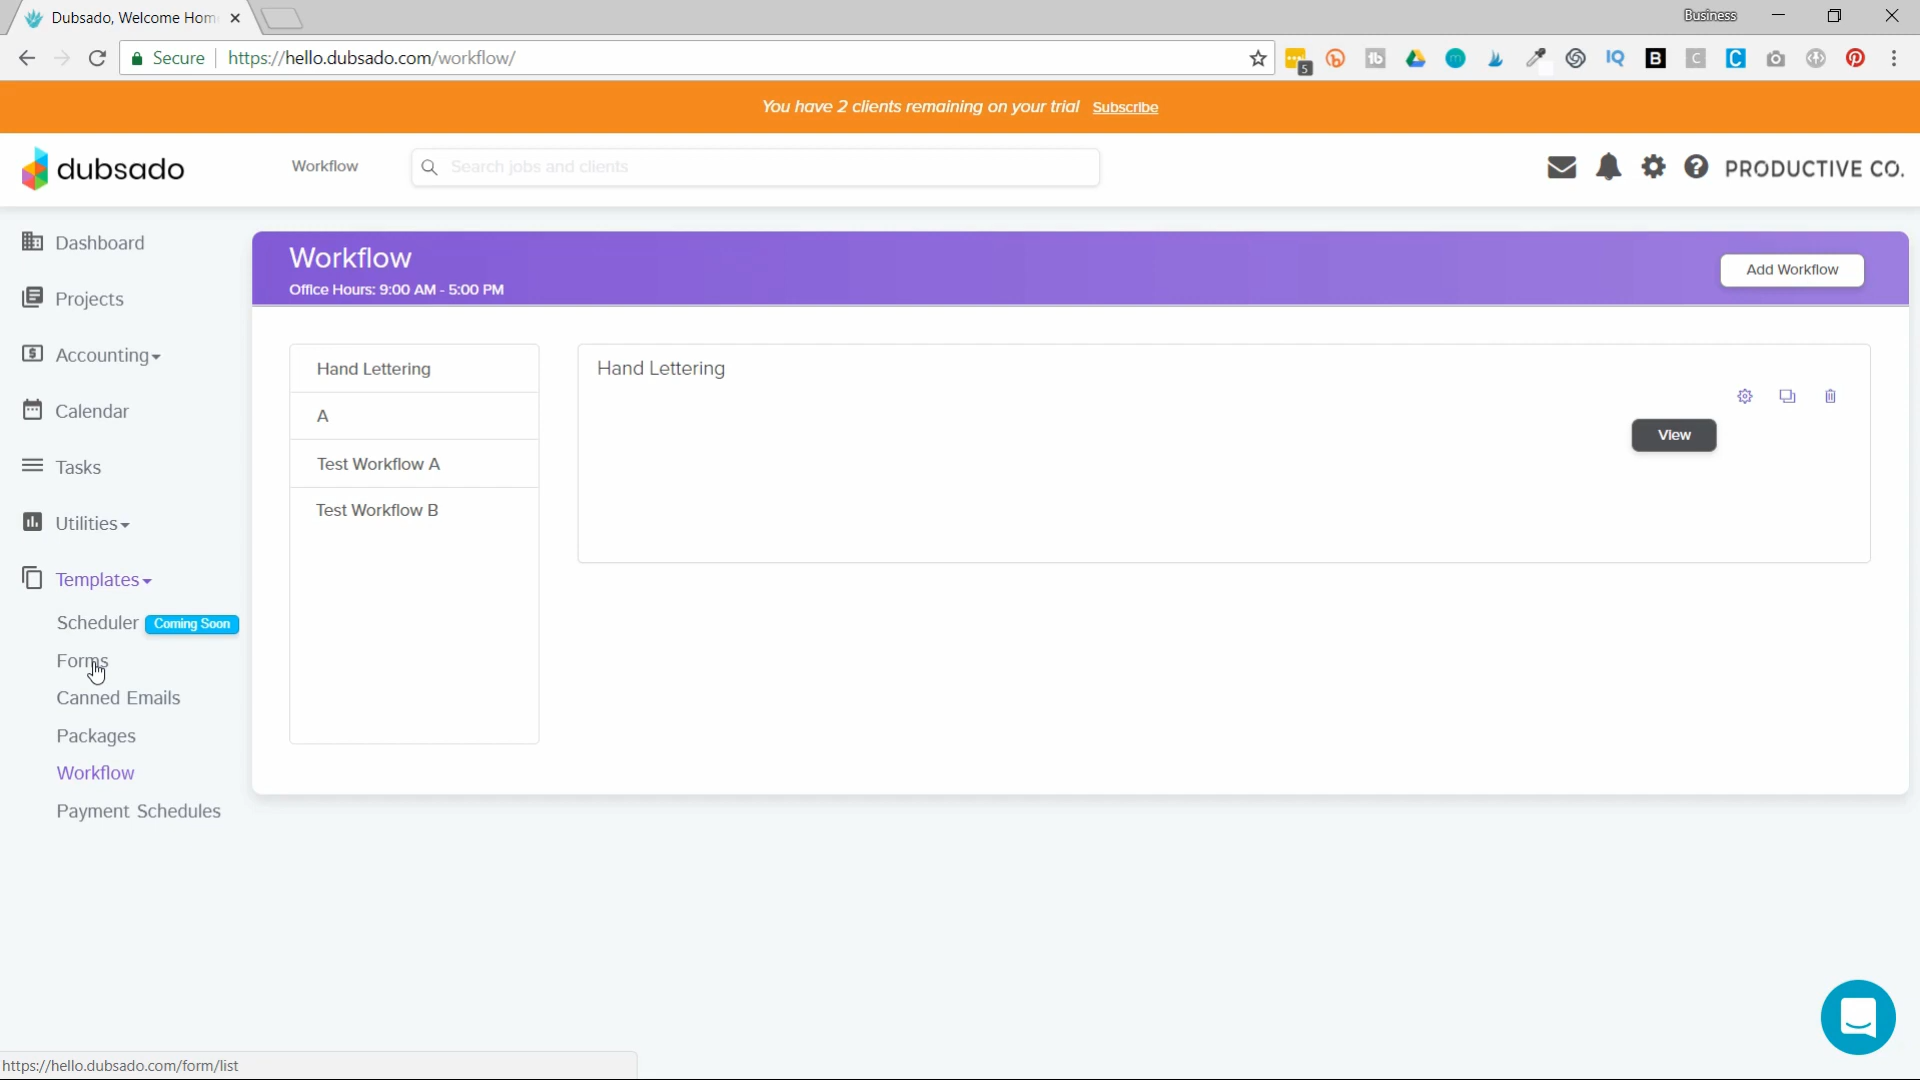 Dubsado, Welcome Hom
Business
Secure
https://hello.dubsado.com/workflow/
5
You have 2 clients remaining on your trial Subscribe
dubsado
Workflow
Search jobs and clients
PRODUCTIVE CO.
Dashboard
Projects
Accounting
Calendar
Tasks
Utilities
Templates
Scheduler Coming Soon
Forms
Canned Emails
Packages
Workflow
Payment Schedules
Workflow
Office Hours: 9:00 AM - 5:00 PM
Add Workflow
Hand Lettering
A
Test Workflow A
Test Workflow B
Hand Lettering
View
https://hello.dubsado.com/form/list